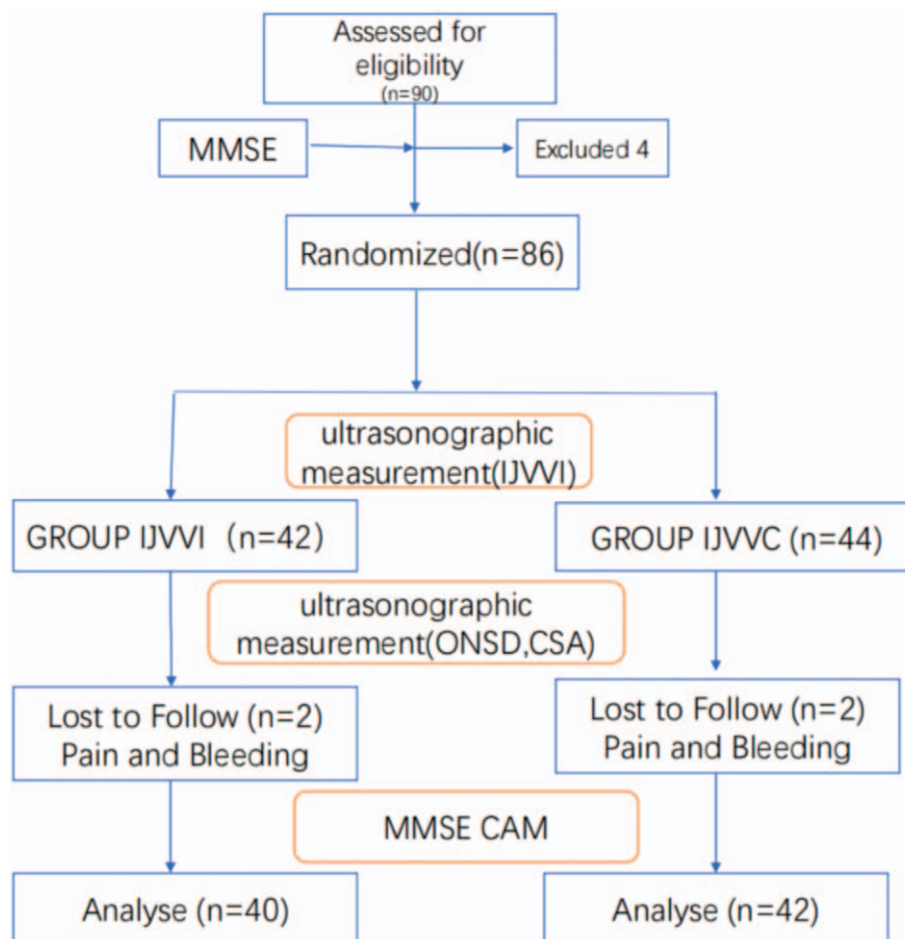 Assessed for
eligibility
(n=90)
MMSE
Excluded 4
Randomized(n=86)
ultrasonographic
measurement(IJVVI)
GROUP IJVVI (n=42)
GROUP IJVVC (n=44)
ultrasonographic
measurement(ONSD,CSA)
Lost to Follow (n=2)
Pain and Bleeding
Lost to Follow (n=2)
Pain and Bleeding
MMSE CAM
Analyse (n=40)
Analyse (n=42)